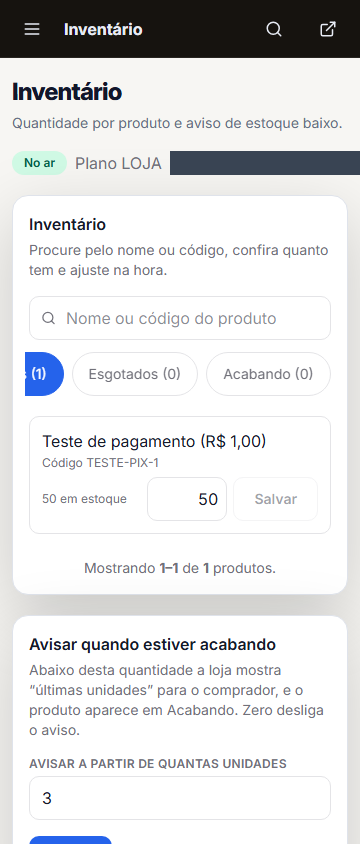 Inventário
Inventário
Quantidade por produto e aviso de estoque baixo.
No ar
Plano LOJA
Inventário
Procure pelo nome ou código, confira quanto
tem e ajuste na hora.
Nome ou código do produto
(1)
Esgotados (0)
Acabando (0)
Teste de pagamento (R$ 1,00)
Código TESTE-PIX-1
50 em estoque
50
Salvar
Mostrando 1–1 de 1 produtos.
Avisar quando estiver acabando
Abaixo desta quantidade a loja mostra
“últimas unidades” para o comprador, e o
produto aparece em Acabando. Zero desliga
o aviso.
AVISAR A PARTIR DE QUANTAS UNIDADES
3